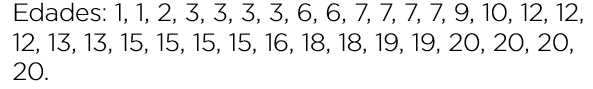 Edades: 1, 1, 2, 3, 3, 3, 3, 6, 6, 7, 7, 7, 7, 9, 10, 12, 12,
12, 13, 13, 15, 15, 15, 15, 16, 18, 18, 19, 19, 20, 20, 20,
20.